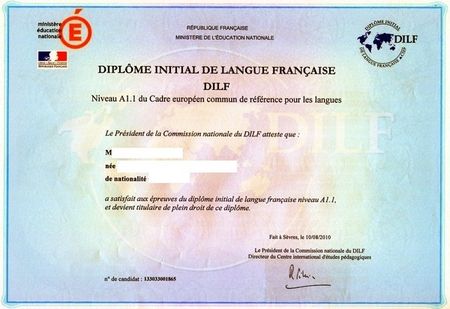 ministère
éducation
nationale
RÉPUBLIQUE FRANÇAISE
MINISTÈRE DE L'ÉDUCATION NATIONALE
DIPLÔME INITIAL
DILF
DE LANGUE FRANÇAISE
RÉPUBLIQUE FRANÇAISE
DIPLÔME INITIAL DE LANGUE FRANÇAISE
DILF
Niveau A1.1 du Cadre européen commun de référence pour les langues
Le Président de la Commission nationale du DILF atteste que :
M
née
de nationalité
DILF
a satisfait aux épreuves du diplôme initial de langue française niveau A1.1,
et devient titulaire de plein droit de ce diplôme.
Fait à Sèvres, le 10/08/2010
Le Président de la Commission nationale du DILF
Directeur du Centre international d'études pédagogiques
n° de candidat : 133033001865